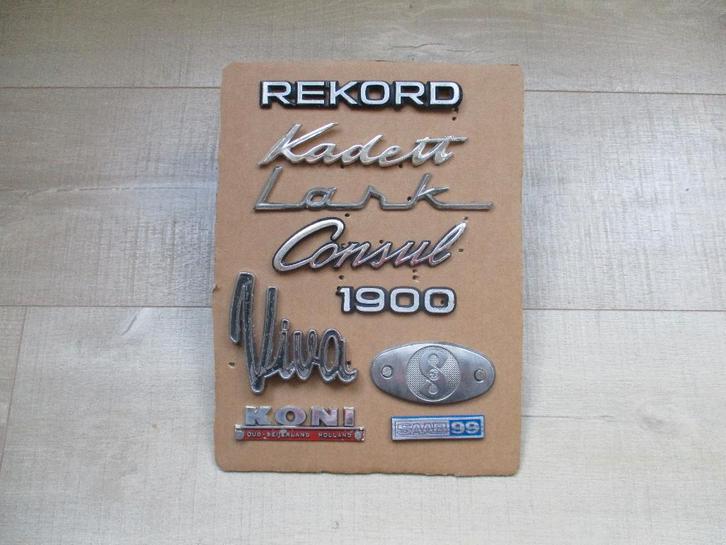 REKORD
Kadett
Lark
Consul
1900
Viva
S
KONI
OUD-BEIJERLAND HOLLAND
SAAB 99